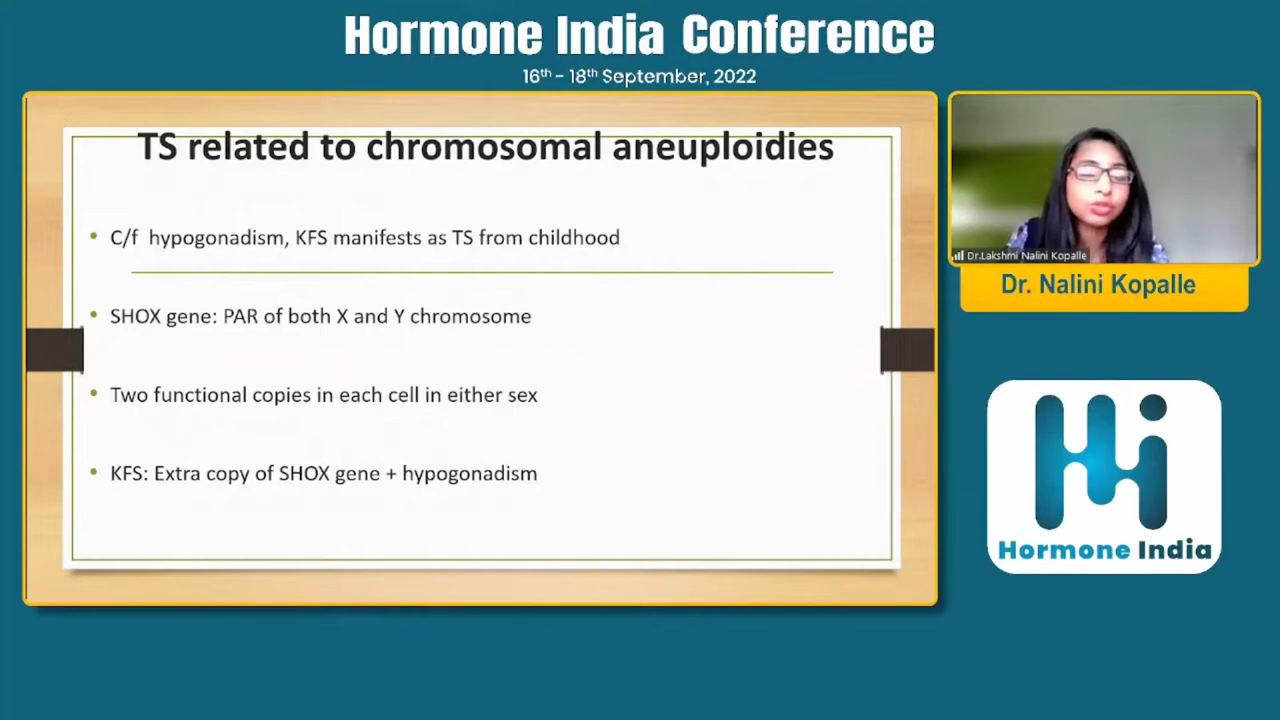 Hormone India Conference
16th – 18th September, 2022
TS related to chromosomal aneuploidies
• C/f hypogonadism, KFS manifests as TS from childhood
• SHOX gene: PAR of both X and Y chromosome
• Two functional copies in each cell in either sex
• KFS: Extra copy of SHOX gene + hypogonadism
Dr.Lakshmi Nalini Kopalle
Dr. Nalini Kopalle
Hi
Hormone India